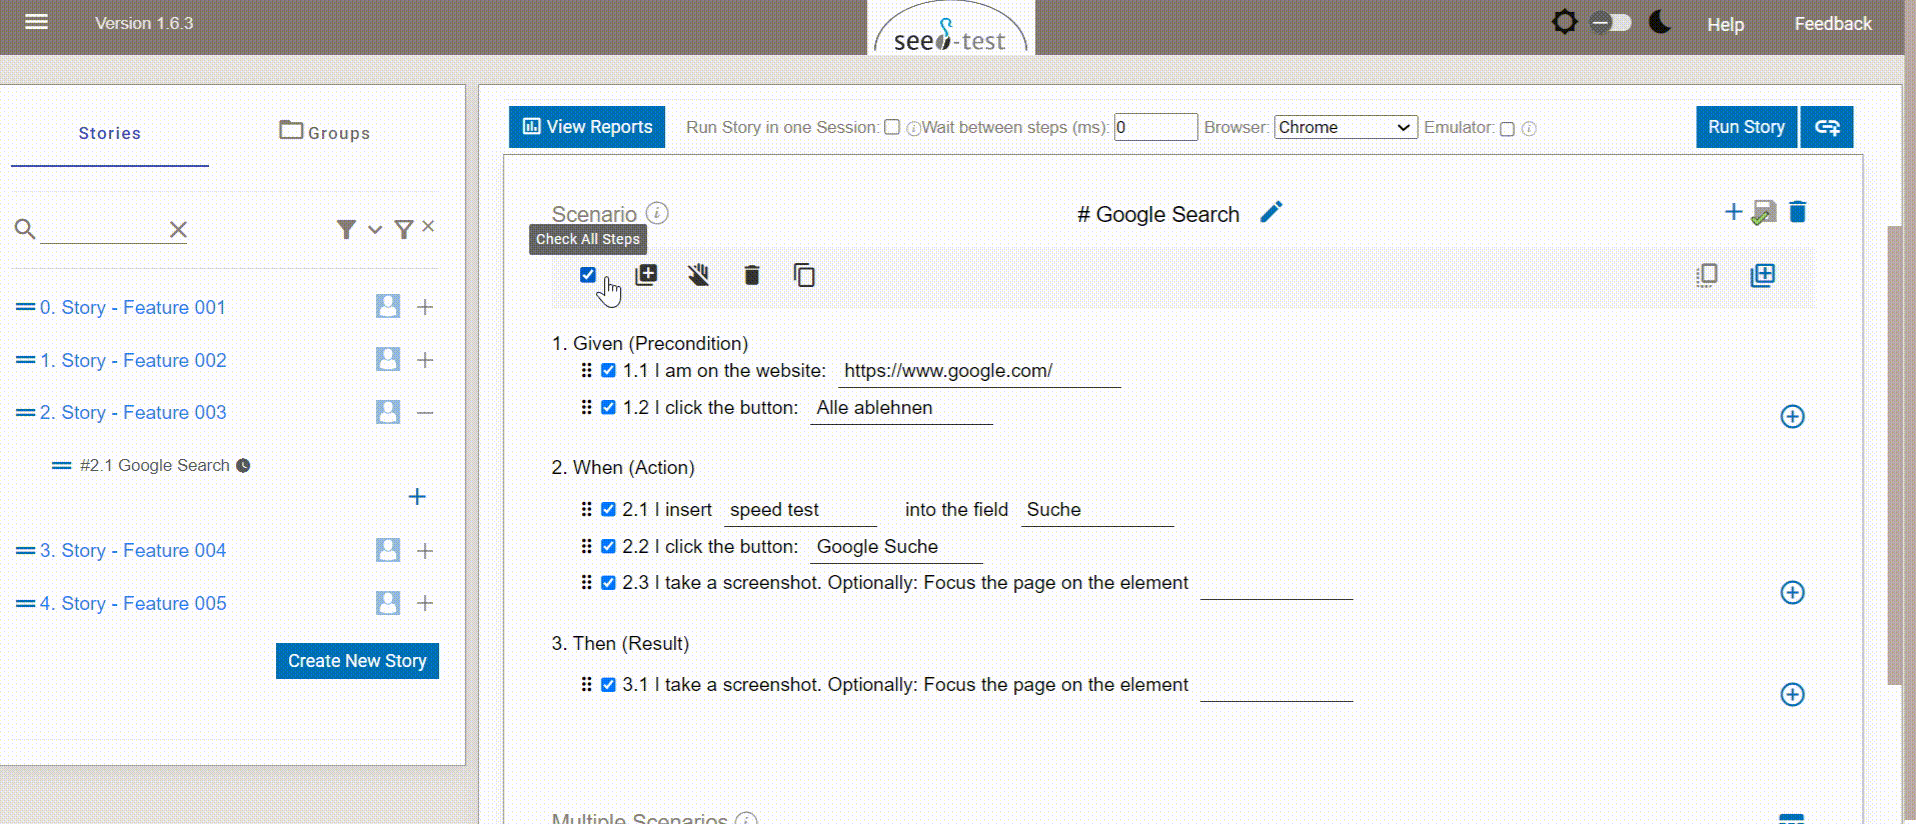 Version 1.6.3
seed-test
Help
Feedback
Stories
Groups
0. Story - Feature 001
1. Story - Feature 002
2. Story - Feature 003
#2.1 Google Search
3. Story - Feature 004
4. Story - Feature 005
Create New Story
View Reports
Run Story in one Session:
Wait between steps (ms): 0
Browser: Chrome
Emulator:
Run Story
Scenario
# Google Search
Check All Steps
1. Given (Precondition)
1.1 I am on the website: https://www.google.com/
1.2 I click the button: Alle ablehnen
2. When (Action)
2.1 I insert speed test into the field Suche
2.2 I click the button: Google Suche
2.3 I take a screenshot. Optionally: Focus the page on the element
3. Then (Result)
3.1 I take a screenshot. Optionally: Focus the page on the element
Multiple Scenarios